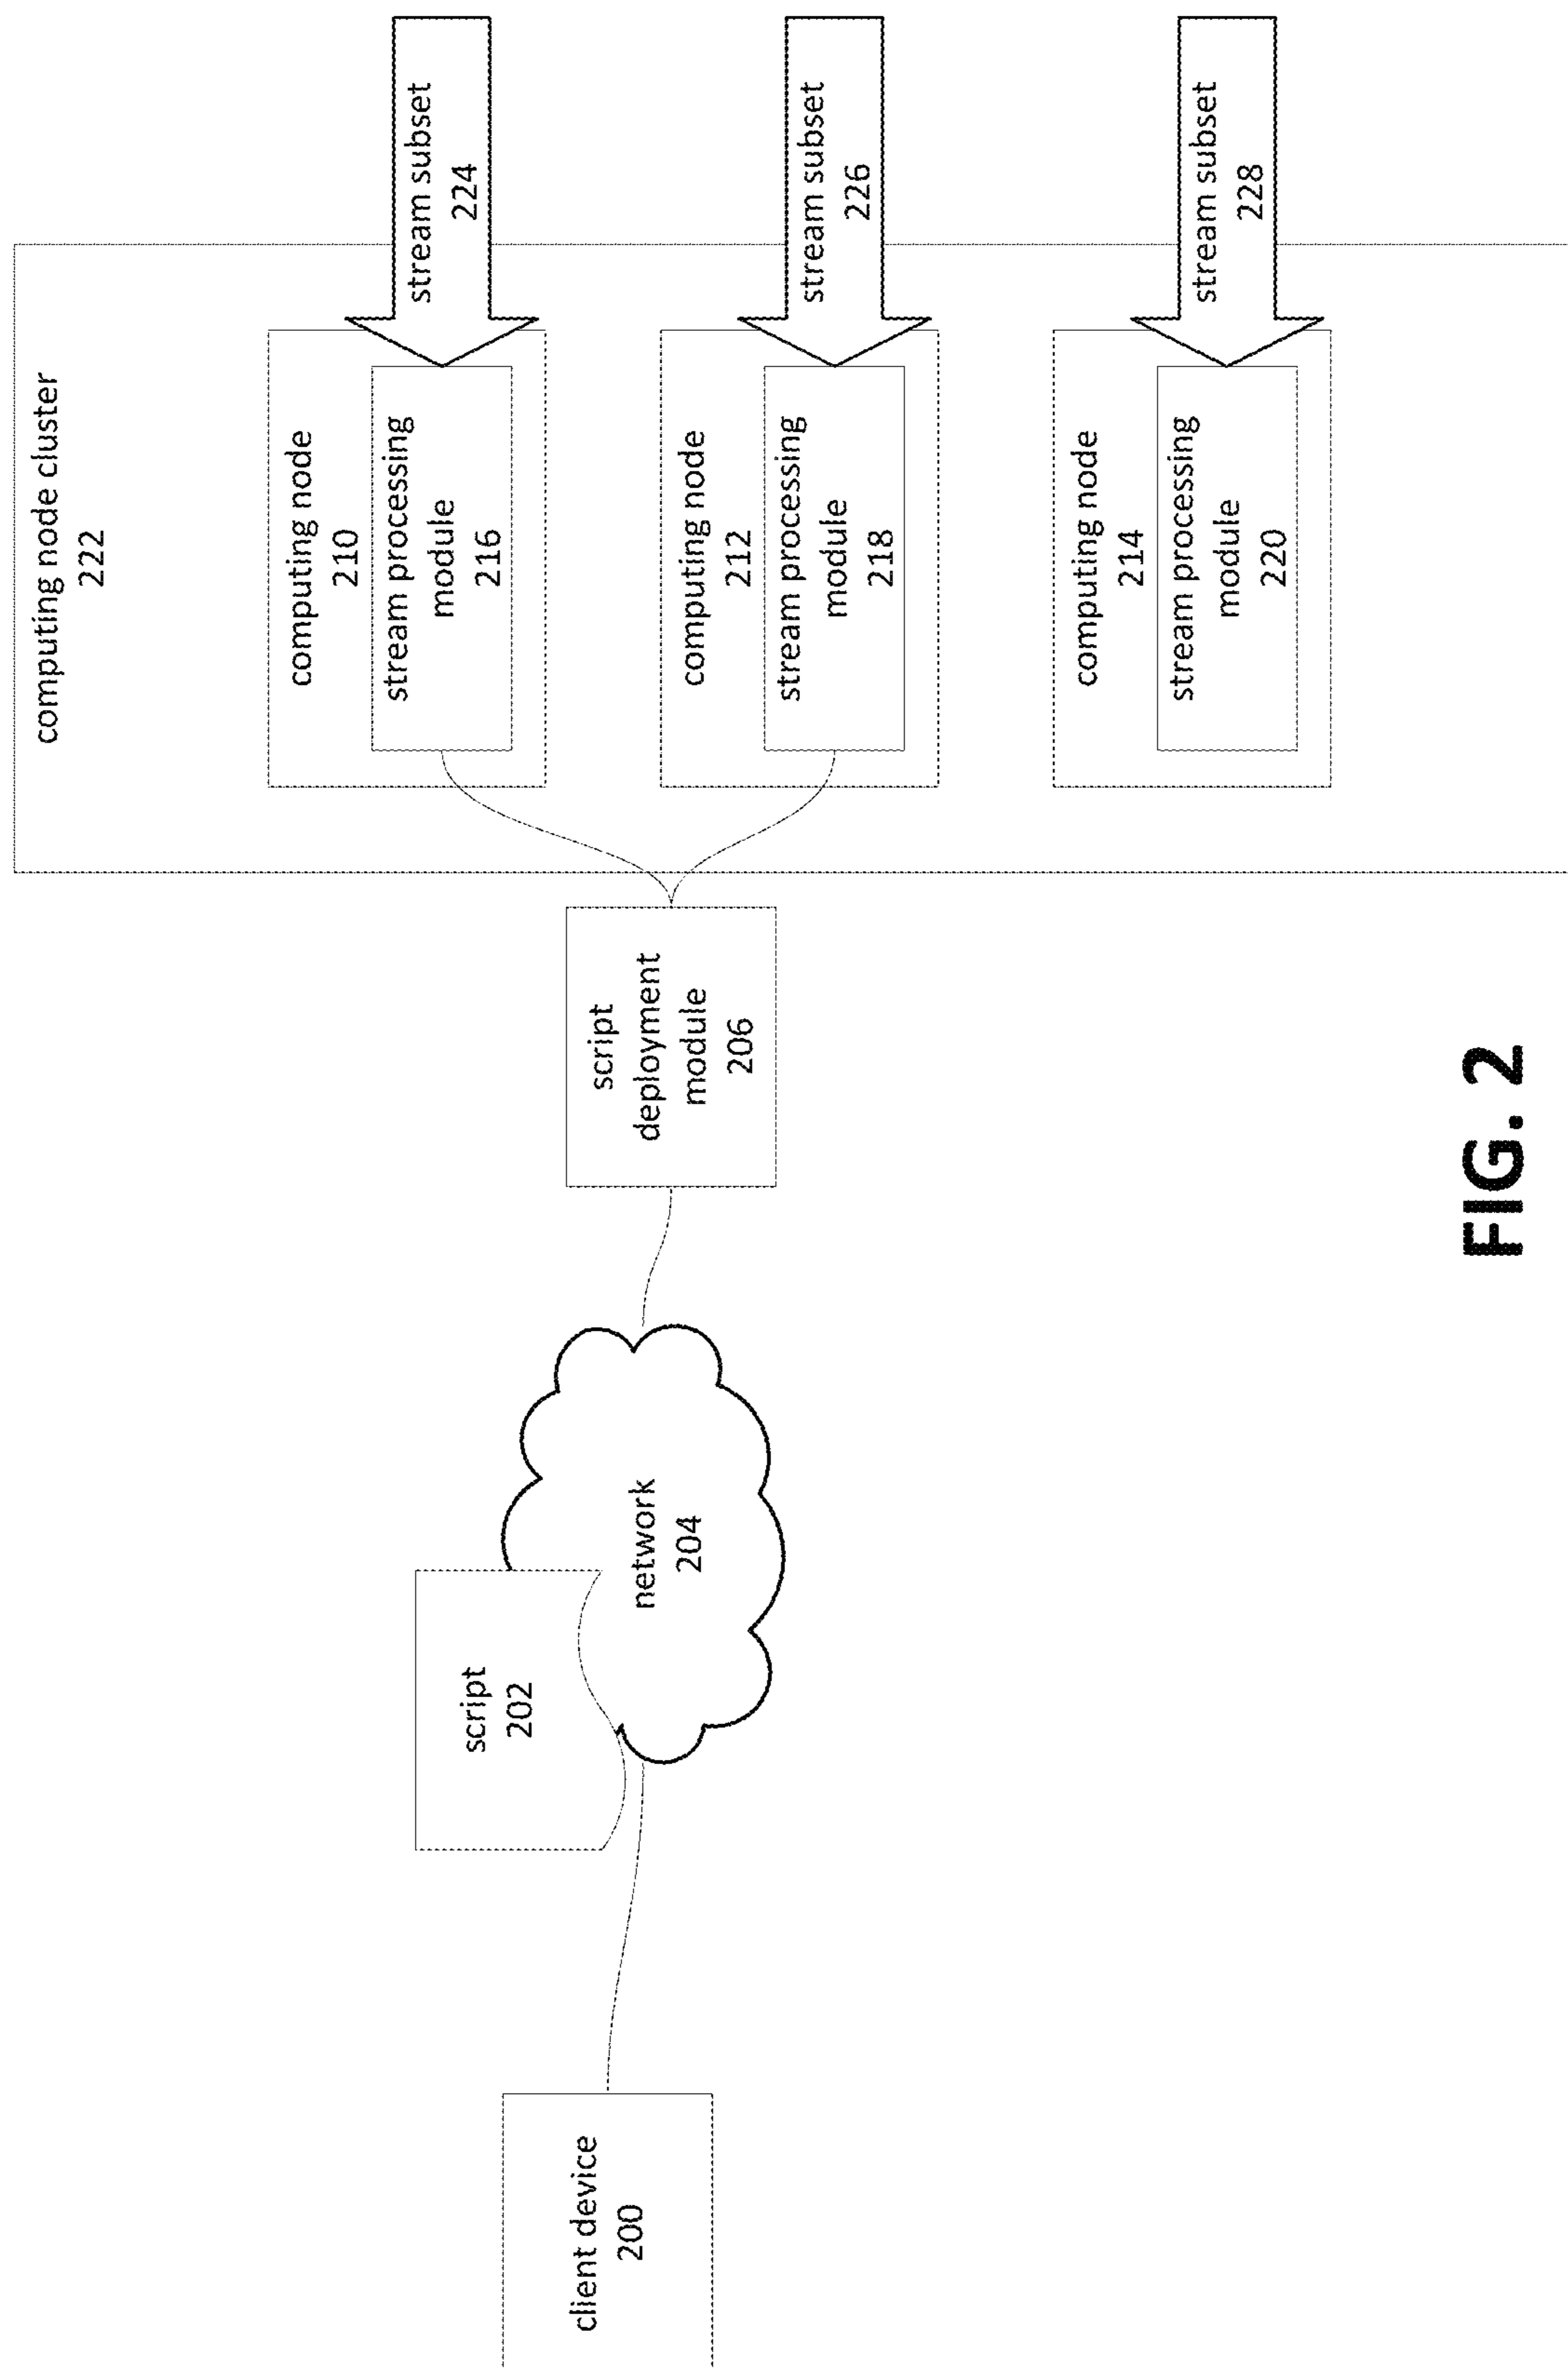 computing node cluster
222
computing node
210
stream processing
module
216
stream subset
224
computing node
212
stream processing
module
218
stream subset
226
computing node
214
stream processing
module
220
stream subset
228
script
deployment
module
206
script
202
network
204
client device
200
FIG. 2